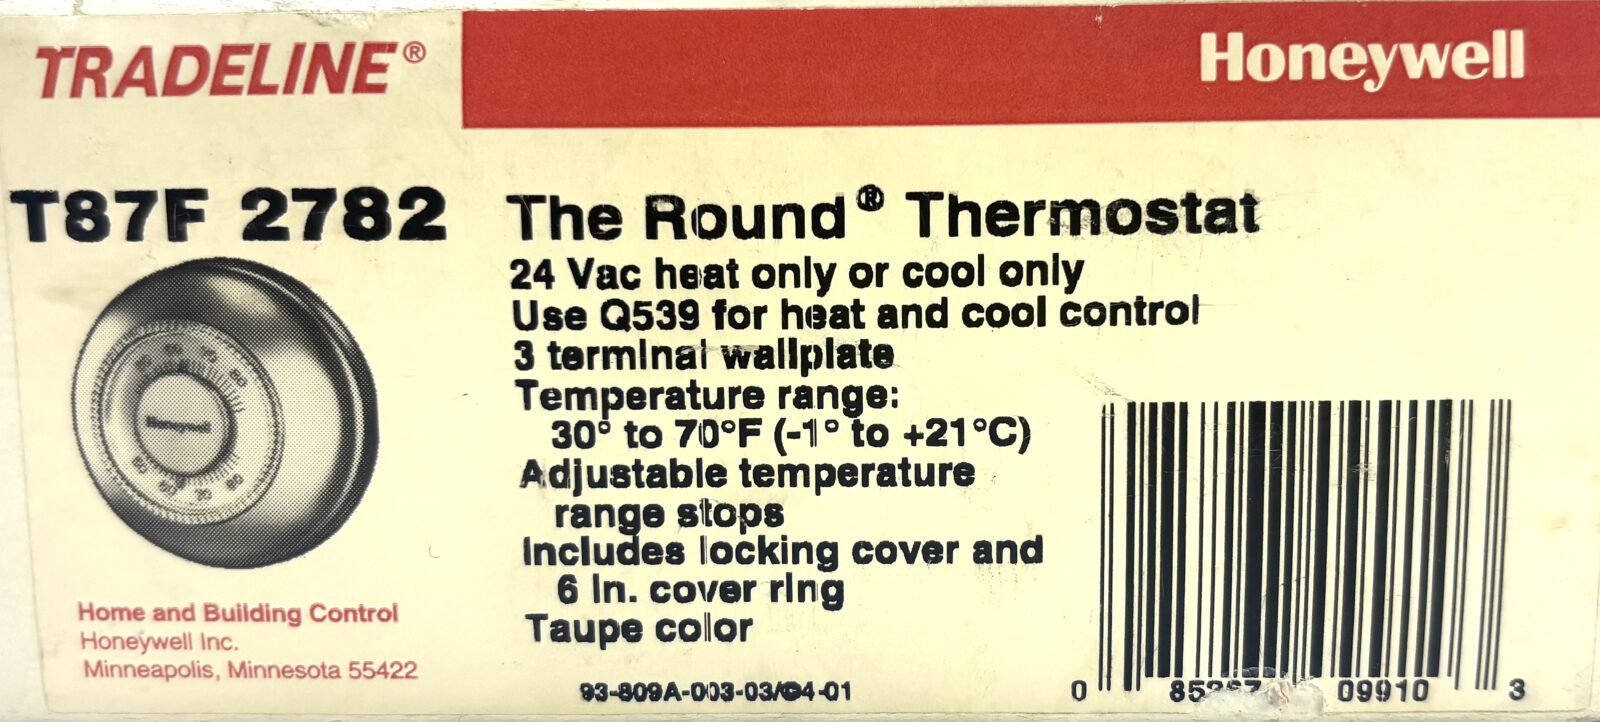 TRADELINE®
Honeywell
T87F 2782
The Round® Thermostat
24 Vac heat only or cool only
Use Q539 for heat and cool control
3 terminal wallplate
Temperature range:
30° to 70°F (-1° to +21°C)
Adjustable temperature
range stops
Includes locking cover and
6 in. cover ring
Taupe color
93-809A-003-03/04-01
Honeywell
Home and Building Control
Honeywell Inc.
Minneapolis, Minnesota 55422
0 09910 3